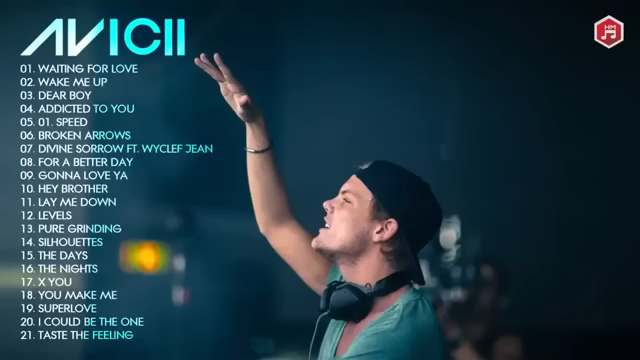 AVICII
HM
01. WAITING FOR LOVE
02. WAKE ME UP
03. DEAR BOY
04. ADDICTED TO YOU
05. 01. SPEED
06. BROKEN ARROWS
07. DIVINE SORROW FT. WYCLEF JEAN
08. FOR A BETTER DAY
09. GONNA LOVE YA
10. HEY BROTHER
11. LAY ME DOWN
12. LEVELS
13. PURE GRINDING
14. SILHOUETTES
15. THE DAYS
16. THE NIGHTS
17. X YOU
18. YOU MAKE ME
19. SUPERLOVE
20. I COULD BE THE ONE
21. TASTE THE FEELING